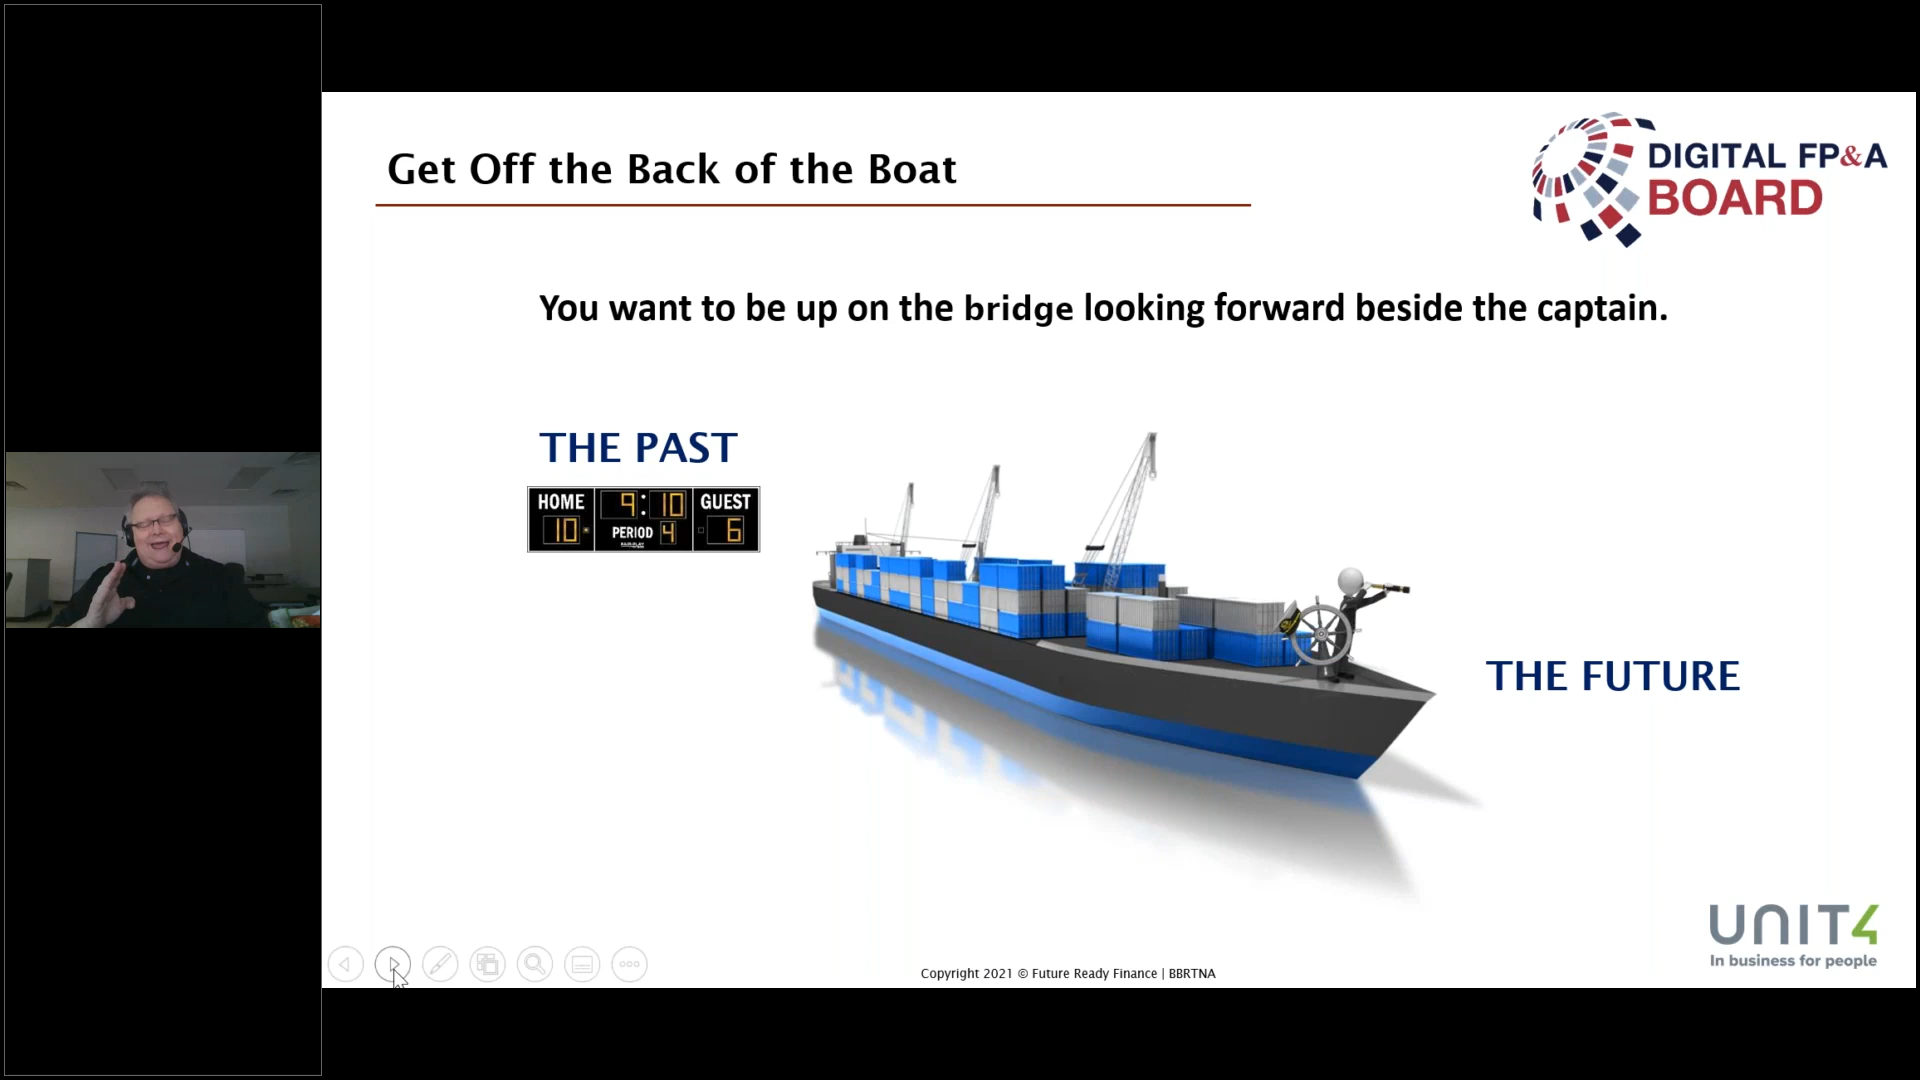 Get Off the Back of the Boat
DIGITAL FP&A
BOARD
You want to be up on the bridge looking forward beside the captain.
THE PAST
HOME 9:10 GUEST
10 PERIOD 4 6
THE FUTURE
UNIT4
In business for people
Copyright 2021 © Future Ready Finance | BBRTNA